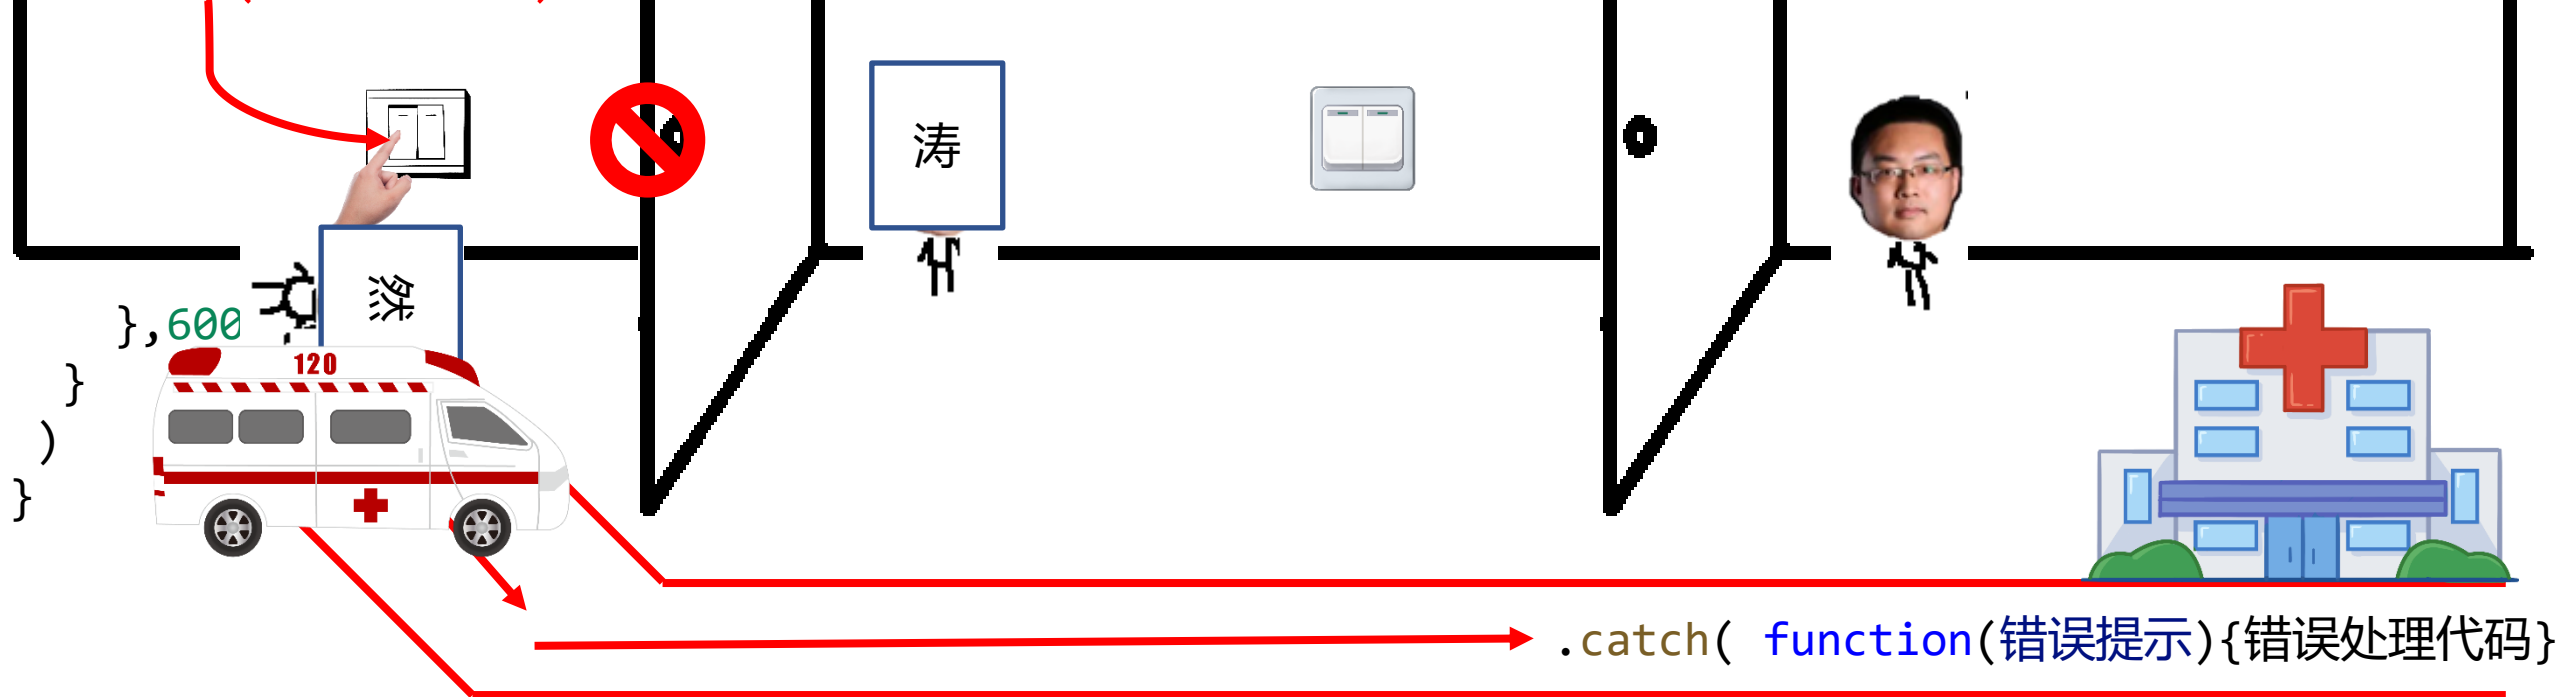 涛
然
},600
}
)
}
120
.catch( function(错误提示){错误处理代码}